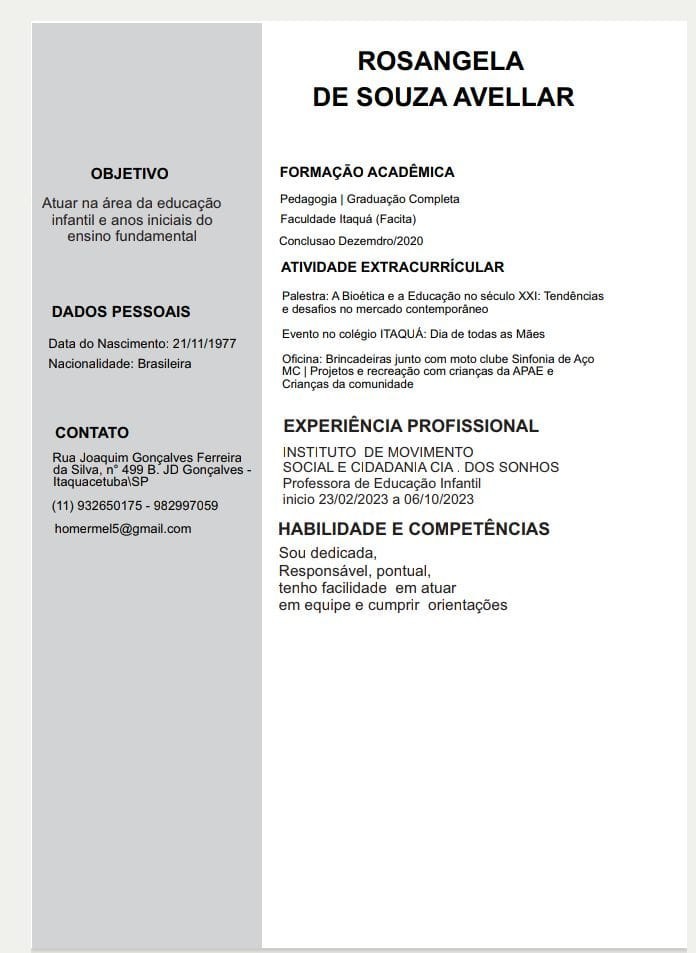 ROSANGELA
DE SOUZA AVELLAR
OBJETIVO
Atuar na área da educação
infantil e anos iniciais do
ensino fundamental
DADOS PESSOAIS
Data do Nascimento: 21/11/1977
Nacionalidade: Brasileira
CONTATO
Rua Joaquim Gonçalves Ferreira
da Silva, n° 499 B. JD Gonçalves -
Itaquacetuba\SP
(11) 932650175 - 982997059
homermel5@gmail.com
FORMAÇÃO ACADÊMICA
Pedagogia | Graduação Completa
Faculdade Itaquá (Facita)
Conclusao Dezemdro/2020
ATIVIDADE EXTRACURRÍCULAR
Palestra: A Bioética e a Educação no século XXI: Tendências
e desafios no mercado contemporâneo
Evento no colégio ITAQUÁ: Dia de todas as Mães
Oficina: Brincadeiras junto com moto clube Sinfonia de Aço
MC | Projetos e recreação com crianças da APAE e
Crianças da comunidade
EXPERIÊNCIA PROFISSIONAL
INSTITUTO DE MOVIMENTO
SOCIAL E CIDADANIA CIA . DOS SONHOS
Professora de Educação Infantil
inicio 23/02/2023 a 06/10/2023
HABILIDADE E COMPETÊNCIAS
Sou dedicada,
Responsável, pontual,
tenho facilidade em atuar
em equipe e cumprir orientações